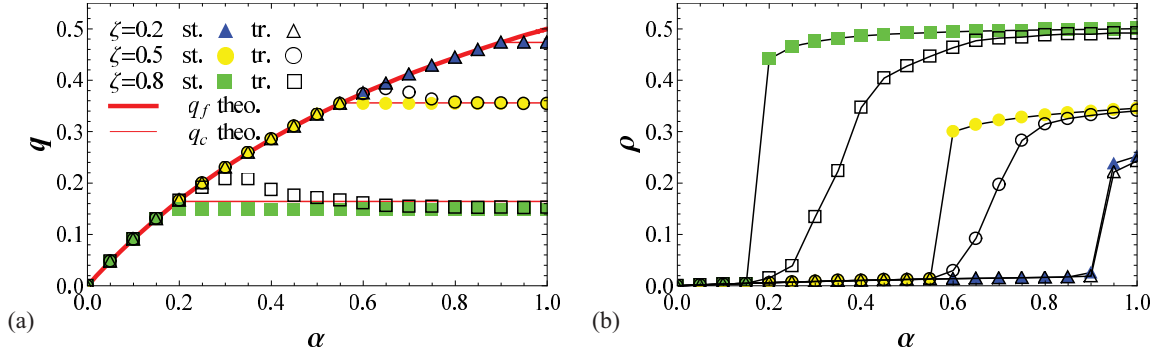 0.5
0.4
0.3
0.2
0.1
0.0
q
ζ=0.2 st. tr.
ζ=0.5 st. tr.
ζ=0.8 st. tr.
q_f theo.
q_c theo.
0.0 0.2 0.4 0.6 0.8 1.0
α
(a)
0.5
0.4
0.3
0.2
0.1
0.0
ρ
0.0 0.2 0.4 0.6 0.8 1.0
α
(b)